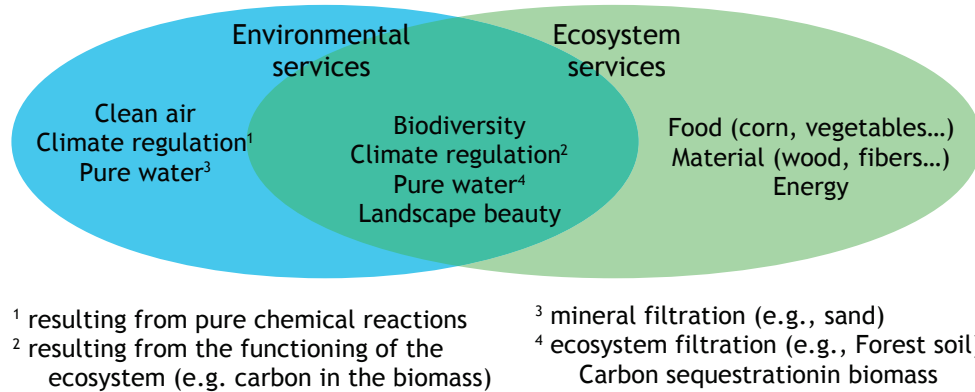 Environmental
services
Ecosystem
services
Clean air
Climate regulation¹
Pure water³
Biodiversity
Climate regulation²
Pure water⁴
Landscape beauty
Food (corn, vegetables…)
Material (wood, fibers…)
Energy
¹ resulting from pure chemical reactions
² resulting from the functioning of the
ecosystem (e.g. carbon in the biomass)
³ mineral filtration (e.g., sand)
⁴ ecosystem filtration (e.g., Forest soil)
Carbon sequestrationin biomass